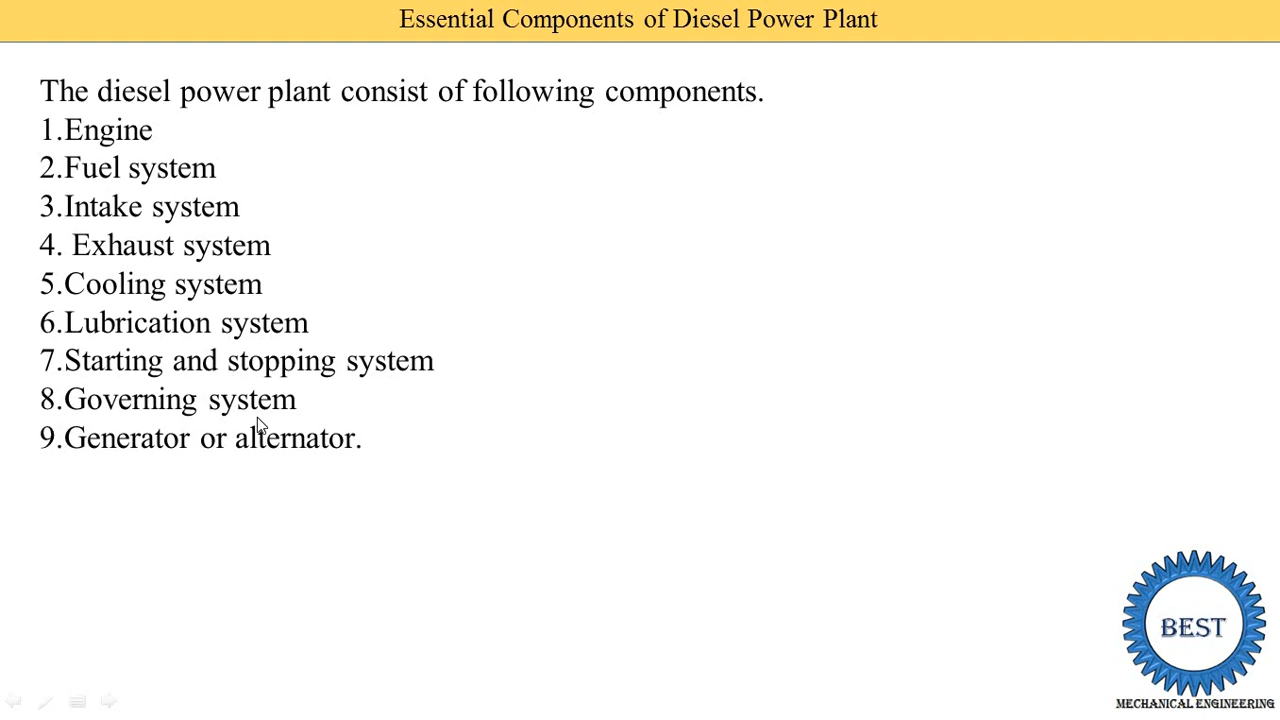 Essential Components of Diesel Power Plant
The diesel power plant consist of following components.
1.Engine
2.Fuel system
3.Intake system
4. Exhaust system
5.Cooling system
6.Lubrication system
7.Starting and stopping system
8.Governing system
9.Generator or alternator.
BEST
MECHANICAL ENGINEERING